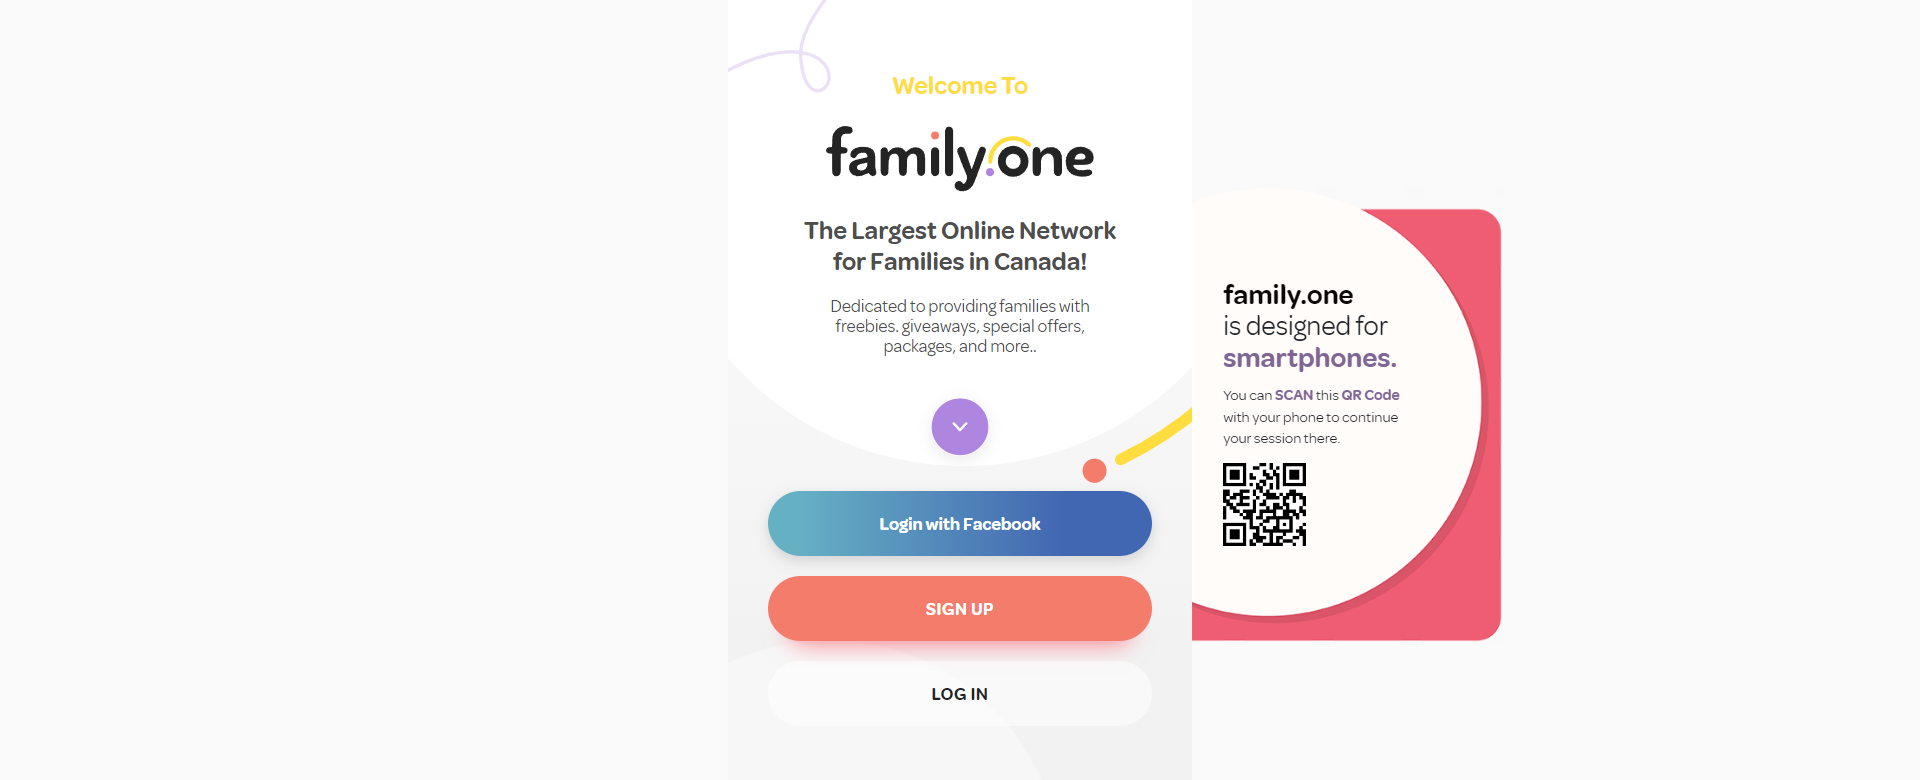 Welcome To
family.one
The Largest Online Network
for Families in Canada!
Dedicated to providing families with
freebies. giveaways, special offers,
packages, and more..
Login with Facebook
SIGN UP
LOG IN
family.one
is designed for
smartphones.
You can SCAN this QR Code
with your phone to continue
your session there.